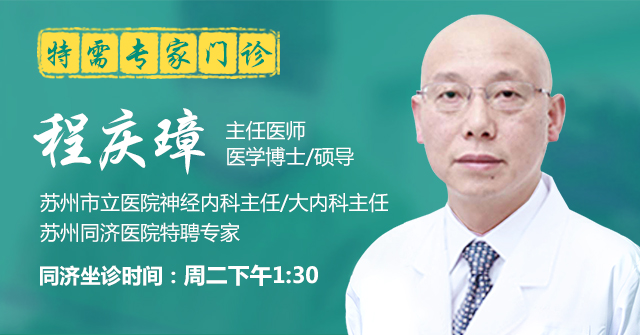 特需专家门诊
程庆璋
主任医师
医学博士/硕导
苏州市立医院神经内科主任/大内科主任
苏州同济医院特聘专家
同济坐诊时间：周二下午1:30